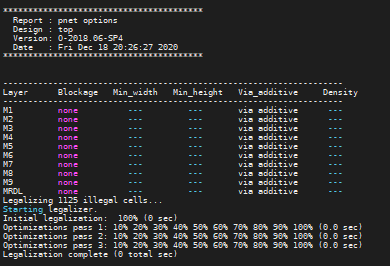 ****************************************
Report : pnet options
Design : top
Version: O-2018.06-SP4
Date : Fri Dec 18 20:26:27 2020
****************************************
--------------------------------------------------------------------
Layer Blockage Min_width Min_height Via_additive Density
--------------------------------------------------------------------
M1 none --- --- via additive ---
M2 none --- --- via additive ---
M3 none --- --- via additive ---
M4 none --- --- via additive ---
M5 none --- --- via additive ---
M6 none --- --- via additive ---
M7 none --- --- via additive ---
M8 none --- --- via additive ---
M9 none --- --- via additive ---
MRDL none --- --- via additive ---
Legalizing 1125 illegal cells...
Starting legalizer.
Initial legalization: 100% (0 sec)
Optimizations pass 1: 10% 20% 30% 40% 50% 60% 70% 80% 90% 100% (0.0 sec)
Optimizations pass 2: 10% 20% 30% 40% 50% 60% 70% 80% 90% 100% (0.0 sec)
Optimizations pass 3: 10% 20% 30% 40% 50% 60% 70% 80% 90% 100% (0.0 sec)
Legalization complete (0 total sec)